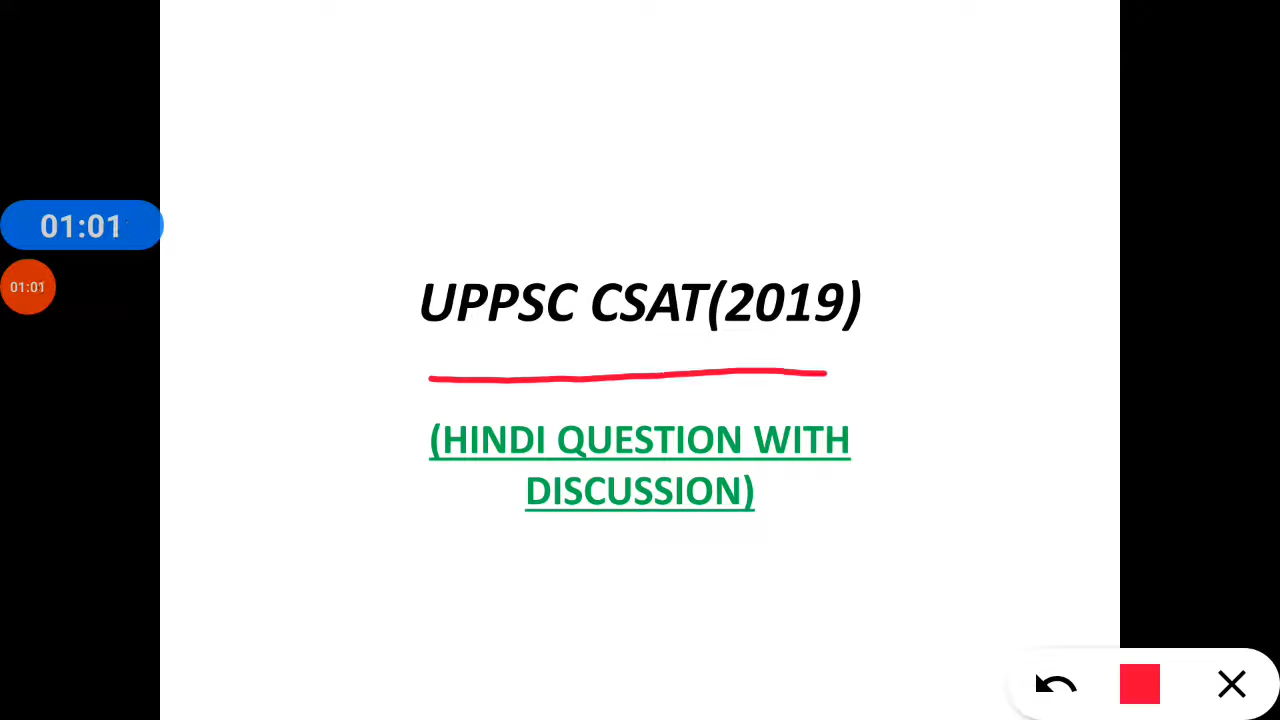 01:01
01:01
UPPSC CSAT(2019)
(HINDI QUESTION WITH
DISCUSSION)